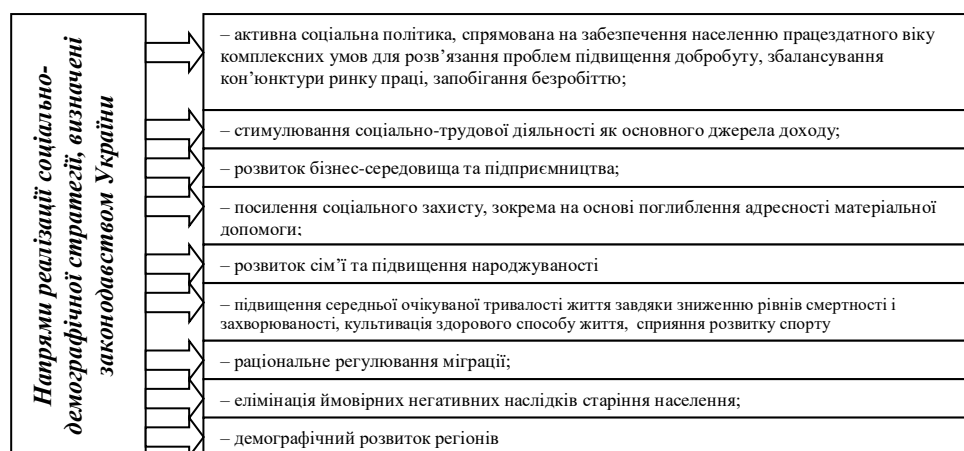 Напрями реалізації соціально-
демографічної стратегії, визначені
законодавством України
– активна соціальна політика, спрямована на забезпечення населенню працездатного віку
комплексних умов для розв’язання проблем підвищення добробуту, збалансування
кон’юнктури ринку праці, запобігання безробіттю;
– стимулювання соціально-трудової діяльності як основного джерела доходу;
– розвиток бізнес-середовища та підприємництва;
– посилення соціального захисту, зокрема на основі поглиблення адресності матеріальної
допомоги;
– розвиток сім’ї та підвищення народжуваності
– підвищення середньої очікуваної тривалості життя завдяки зниженню рівнів смертності і
захворюваності, культивація здорового способу життя, сприяння розвитку спорту
– раціональне регулювання міграції;
– елімінація ймовірних негативних наслідків старіння населення;
– демографічний розвиток регіонів